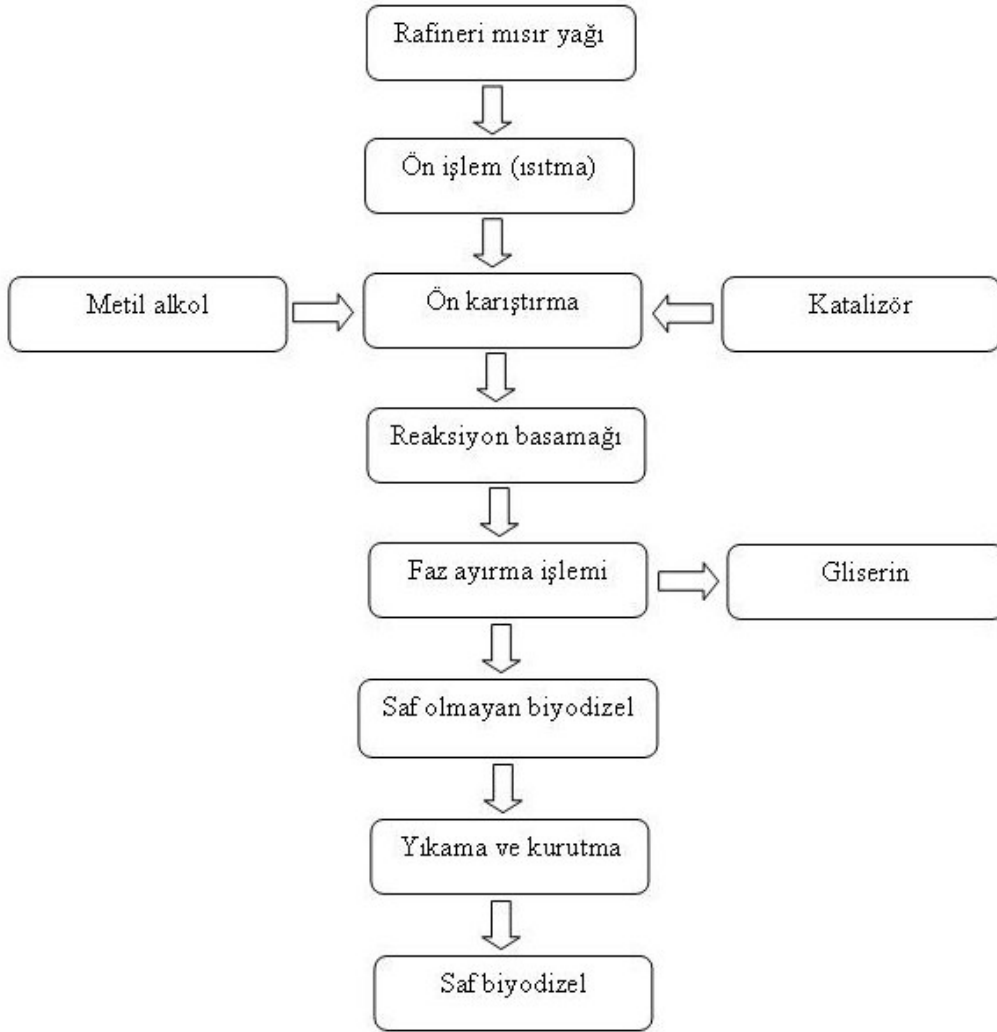 Rafineri mısır yağı
Ön işlem (ısıtma)
Metil alkol
Ön karıştırma
Katalizör
Reaksiyon basamağı
Faz ayırma işlemi
Gliserin
Saf olmayan biyodizel
Yıkama ve kurutma
Saf biyodizel